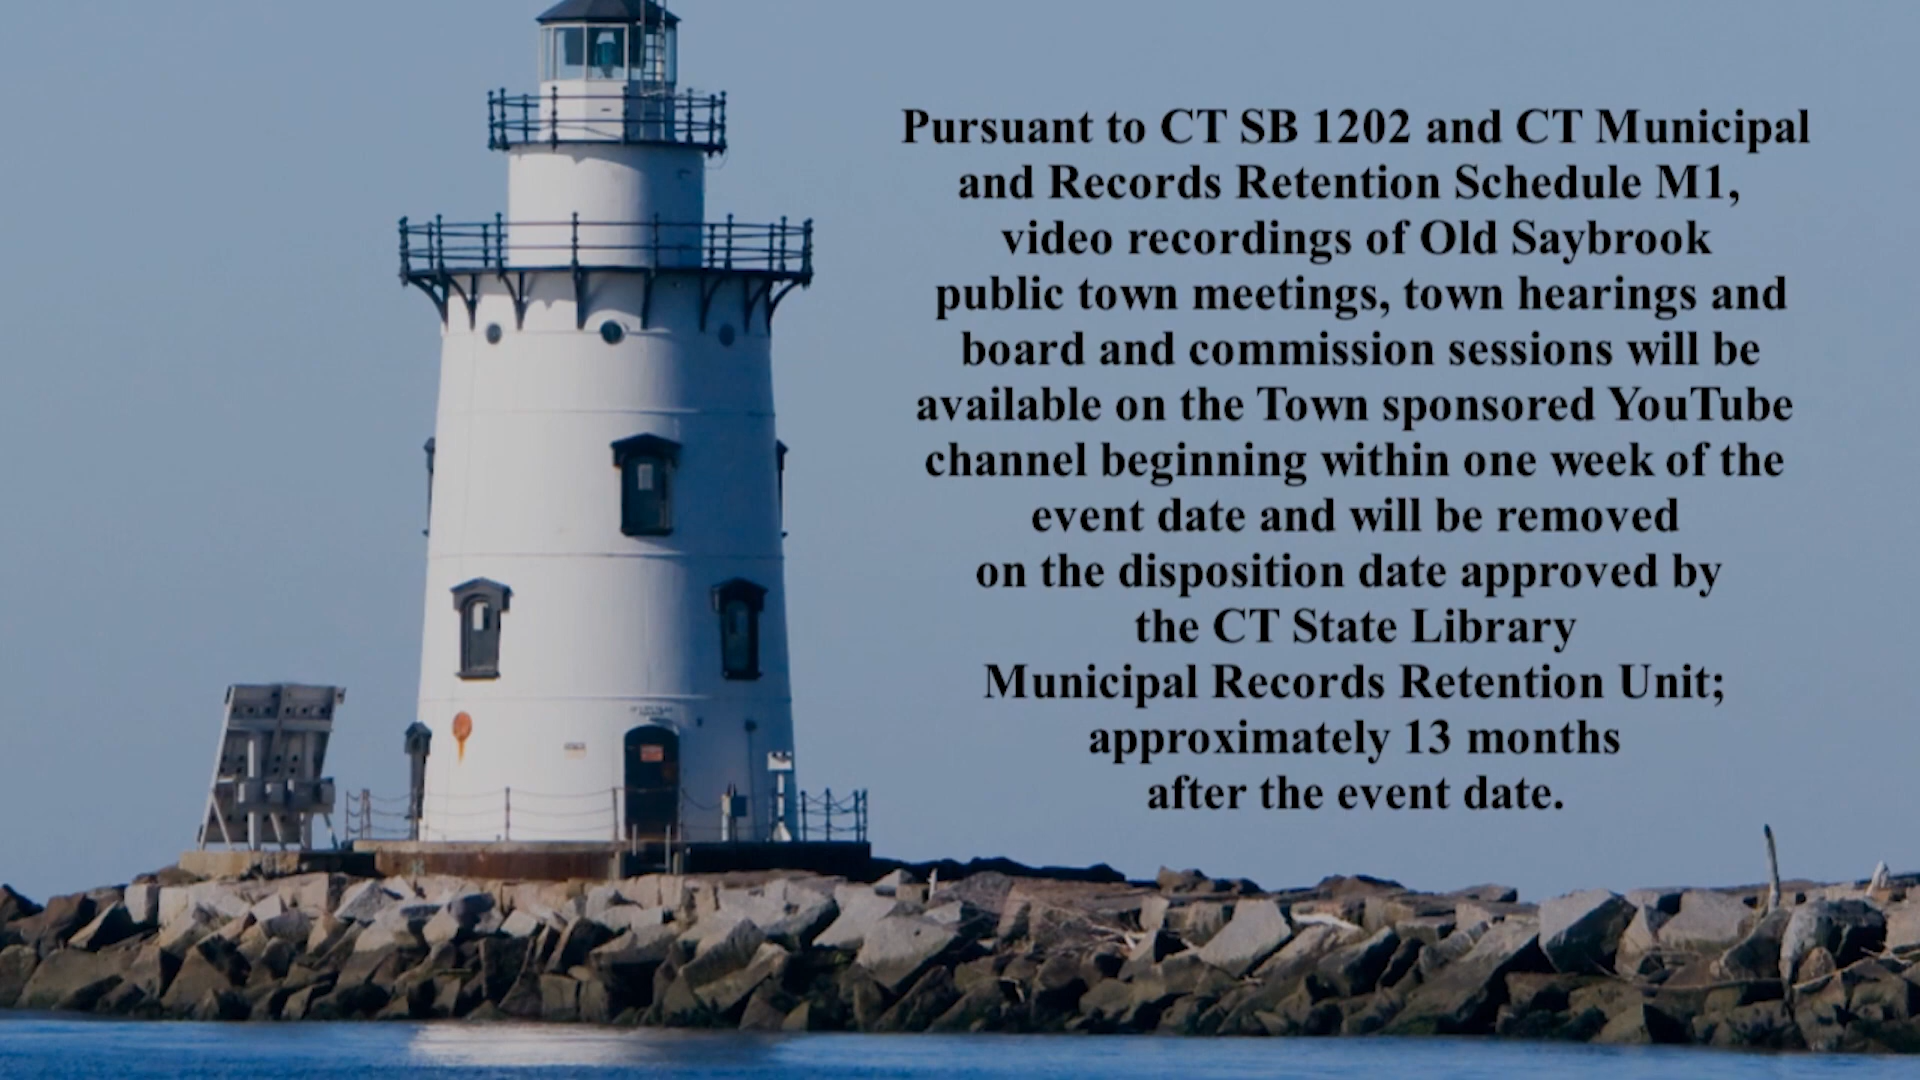 Pursuant to CT SB 1202 and CT Municipal
and Records Retention Schedule M1,
video recordings of Old Saybrook
public town meetings, town hearings and
board and commission sessions will be
available on the Town sponsored YouTube
channel beginning within one week of the
event date and will be removed
on the disposition date approved by
the CT State Library
Municipal Records Retention Unit;
approximately 13 months
after the event date.